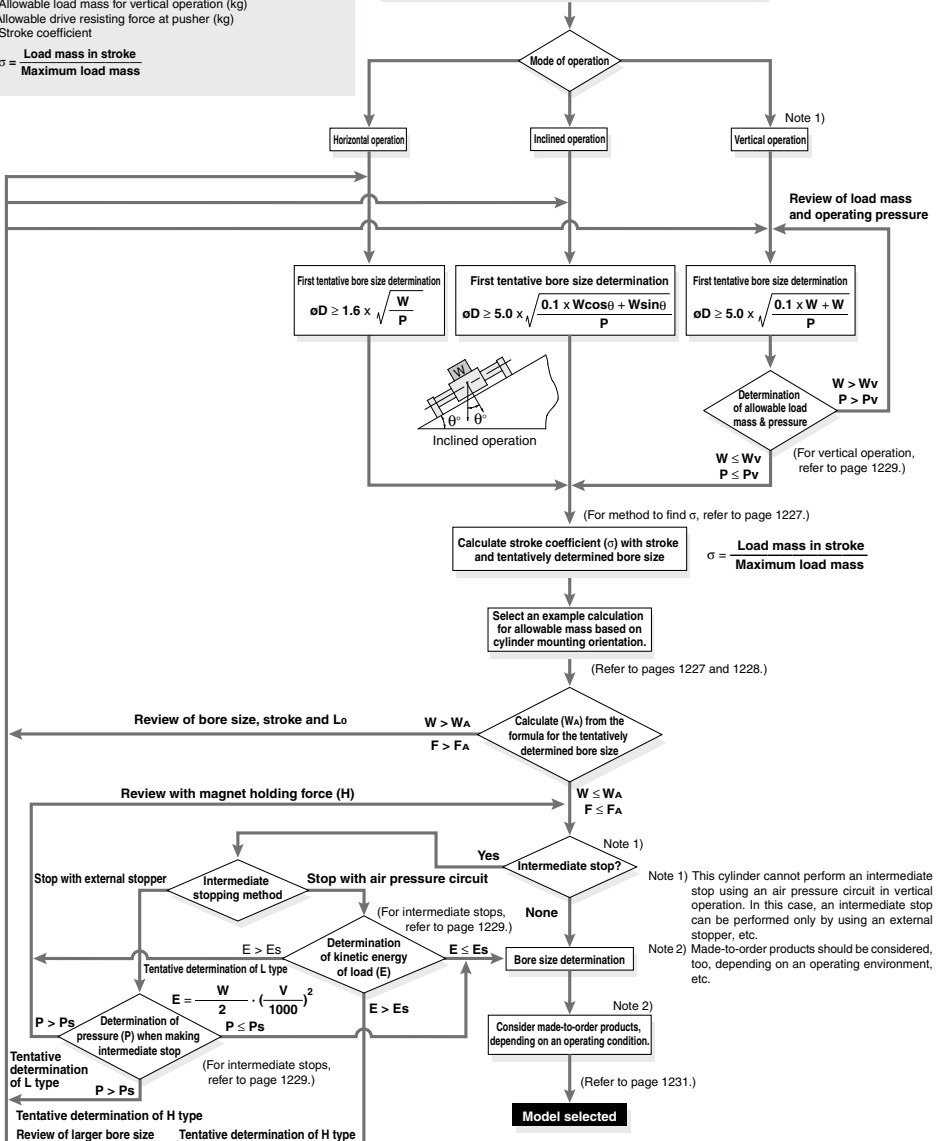 Allowable load mass for vertical operation (kg)
Allowable drive resisting force at pusher (kg)
Stroke coefficient
σ = Load mass in stroke
Maximum load mass
Mode of operation
Note 1)
Horizontal operation
Inclined operation
Vertical operation
Review of load mass
and operating pressure
First tentative bore size determination
øD ≥ 1.6 x √ W
P
First tentative bore size determination
øD ≥ 5.0 x √ 0.1 x Wcosθ + Wsinθ
P
First tentative bore size determination
øD ≥ 5.0 x √ 0.1 x W + W
P
W
θ° θ°
Inclined operation
Determination
of allowable load
mass & pressure
W > Wv
P > Pv
W ≤ Wv
P ≤ Pv
(For vertical operation,
refer to page 1229.)
(For method to find σ, refer to page 1227.)
Calculate stroke coefficient (σ) with stroke
and tentatively determined bore size
σ = Load mass in stroke
Maximum load mass
Select an example calculation
for allowable mass based on
cylinder mounting orientation.
(Refer to pages 1227 and 1228.)
Review of bore size, stroke and L0
W > WA
F > FA
Calculate (WA) from the
formula for the tentatively
determined bore size
Review with magnet holding force (H)
W ≤ WA
F ≤ FA
Note 1)
Yes
Intermediate stop?
None
Stop with external stopper
Intermediate
stopping method
Stop with air pressure circuit
(For intermediate stops,
refer to page 1229.)
Note 1) This cylinder cannot perform an intermediate
stop using an air pressure circuit in vertical
operation. In this case, an intermediate stop
can be performed only by using an external
stopper, etc.
Note 2) Made-to-order products should be considered,
too, depending on an operating environment,
etc.
E > Es
Tentative determination of L type
Determination
of kinetic energy
of load (E)
E ≤ Es
Bore size determination
E = W/2 · (V/1000)²
E > Es
P > Ps
Determination of
pressure (P) when making
intermediate stop
P ≤ Ps
Note 2)
Consider made-to-order products,
depending on an operating condition.
Tentative
determination
of L type
P > Ps
(For intermediate stops,
refer to page 1229.)
(Refer to page 1231.)
Tentative determination of H type
Model selected
Review of larger bore size
Tentative determination of H type